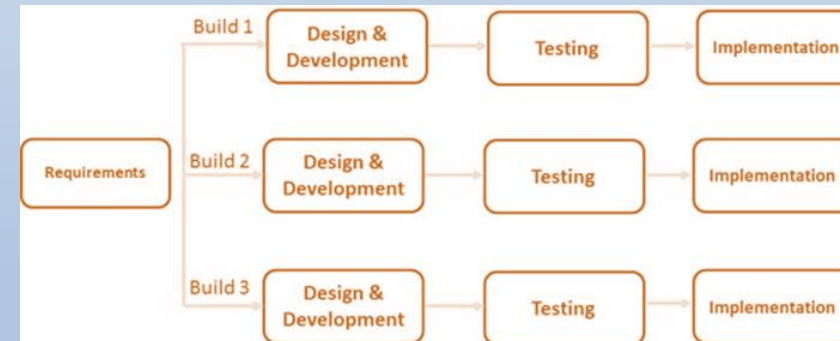 Build 1
Design &
Development
Testing
Implementation
Requirements
Build 2
Design &
Development
Testing
Implementation
Build 3
Design &
Development
Testing
Implementation